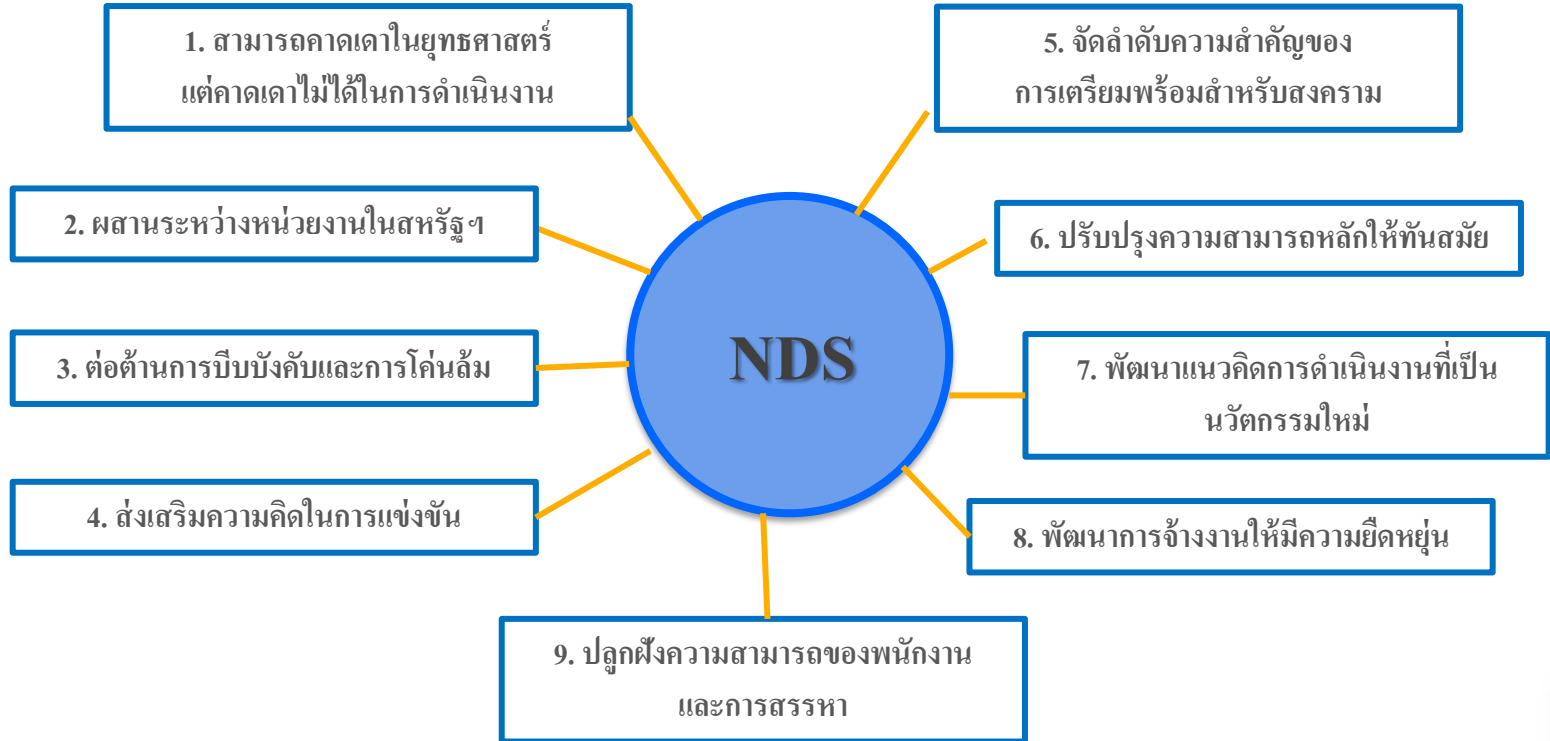 1. สามารถคาดเดาในยุทธศาสตร์
แต่คาดเดาไม่ได้ในการดำเนินงาน
2. ผสานระหว่างหน่วยงานในสหรัฐฯ
3. ต่อต้านการบีบบังคับและการโค่นล้ม
4. ส่งเสริมความคิดในการแข่งขัน
NDS
5. จัดลำดับความสำคัญของ
การเตรียมพร้อมสำหรับสงคราม
6. ปรับปรุงความสามารถหลักให้ทันสมัย
7. พัฒนาแนวคิดการดำเนินงานที่เป็น
นวัตกรรมใหม่
8. พัฒนาการจ้างงานให้มีความยืดหยุ่น
9. ปลูกฝังความสามารถของพนักงาน
และการสรรหา